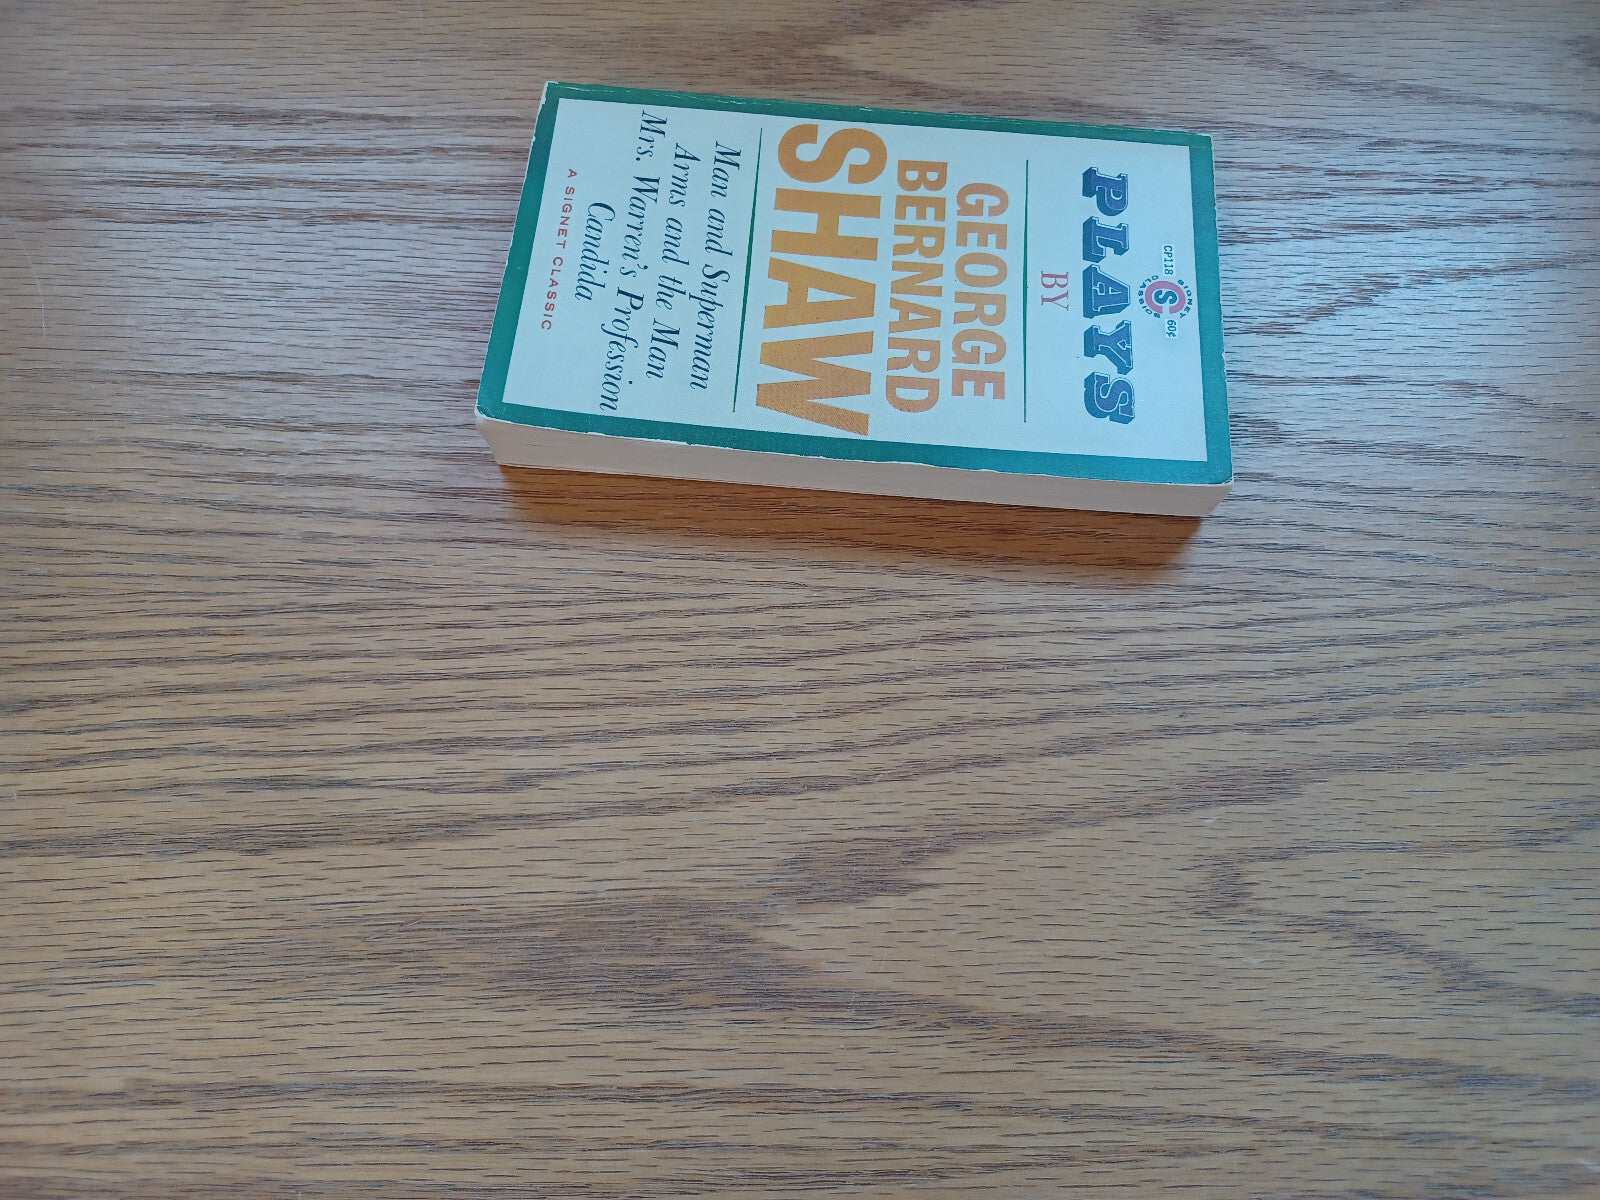 CP118
SIGNET
S
CLASSICS
60¢
PLAYS
BY
GEORGE
BERNARD
SHAW
Man and Superman
Arms and the Man
Mrs. Warren's Profession
Candida
A SIGNET CLASSIC